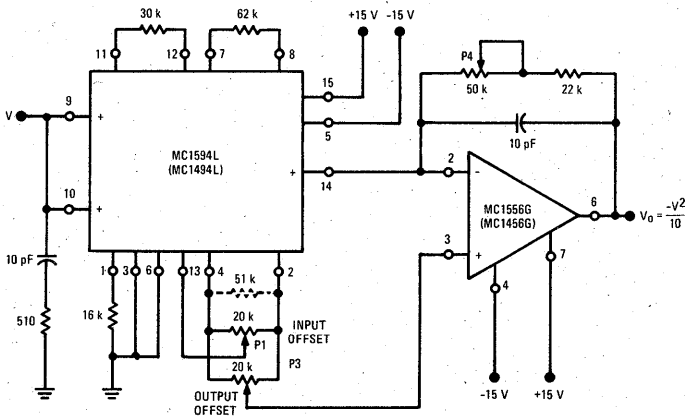 30 k
62 k
+15 V
-15 V
11
12
7
8
P4
50 k
22 k
15
9
V
+
5
10 pF
MC1594L
(MC1494L)
+
14
2
-
10
+
MC1556G
(MC1456G)
6
V₀ = -V²/10
3
+
7
4
10 pF
1
3
6
13
4
2
51 k
16 k
510
20 k
INPUT
OFFSET
P1
20 k
P3
OUTPUT
OFFSET
-15 V
+15 V